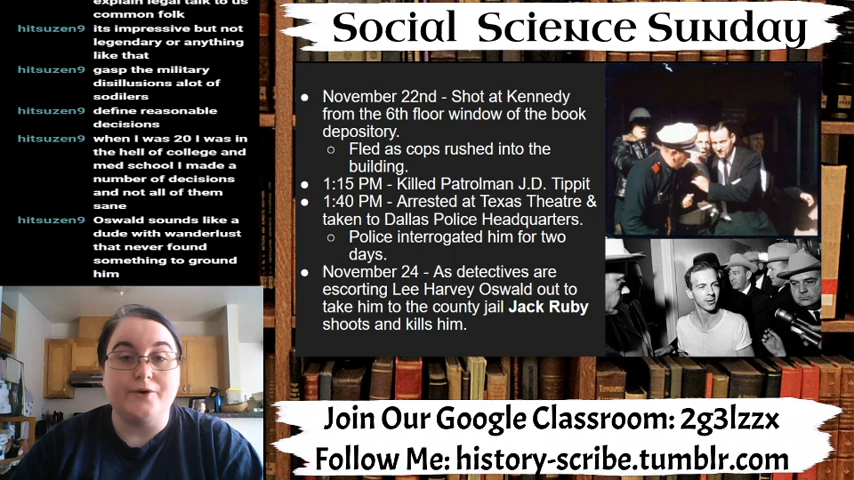 explain legal talk to us
common folk
hitsuzen9 its impressive but not
legendary or anything
like that
hitsuzen9 gasp the military
disillusions alot of
sodilers
hitsuzen9 define reasonable
decisions
hitsuzen9 when I was 20 I was in
the hell of college and
med school I made a
number of decisions
and not all of them
sane
hitsuzen9 Oswald sounds like a
dude with wanderlust
that never found
something to ground
him
Social Science Sunday
● November 22nd - Shot at Kennedy
from the 6th floor window of the book
depository.
○ Fled as cops rushed into the
building.
● 1:15 PM - Killed Patrolman J.D. Tippit
● 1:40 PM - Arrested at Texas Theatre &
taken to Dallas Police Headquarters.
○ Police interrogated him for two
days.
● November 24 - As detectives are
escorting Lee Harvey Oswald out to
take him to the county jail Jack Ruby
shoots and kills him.
Join Our Google Classroom: 2g3lzzx
Follow Me: history-scribe.tumblr.com